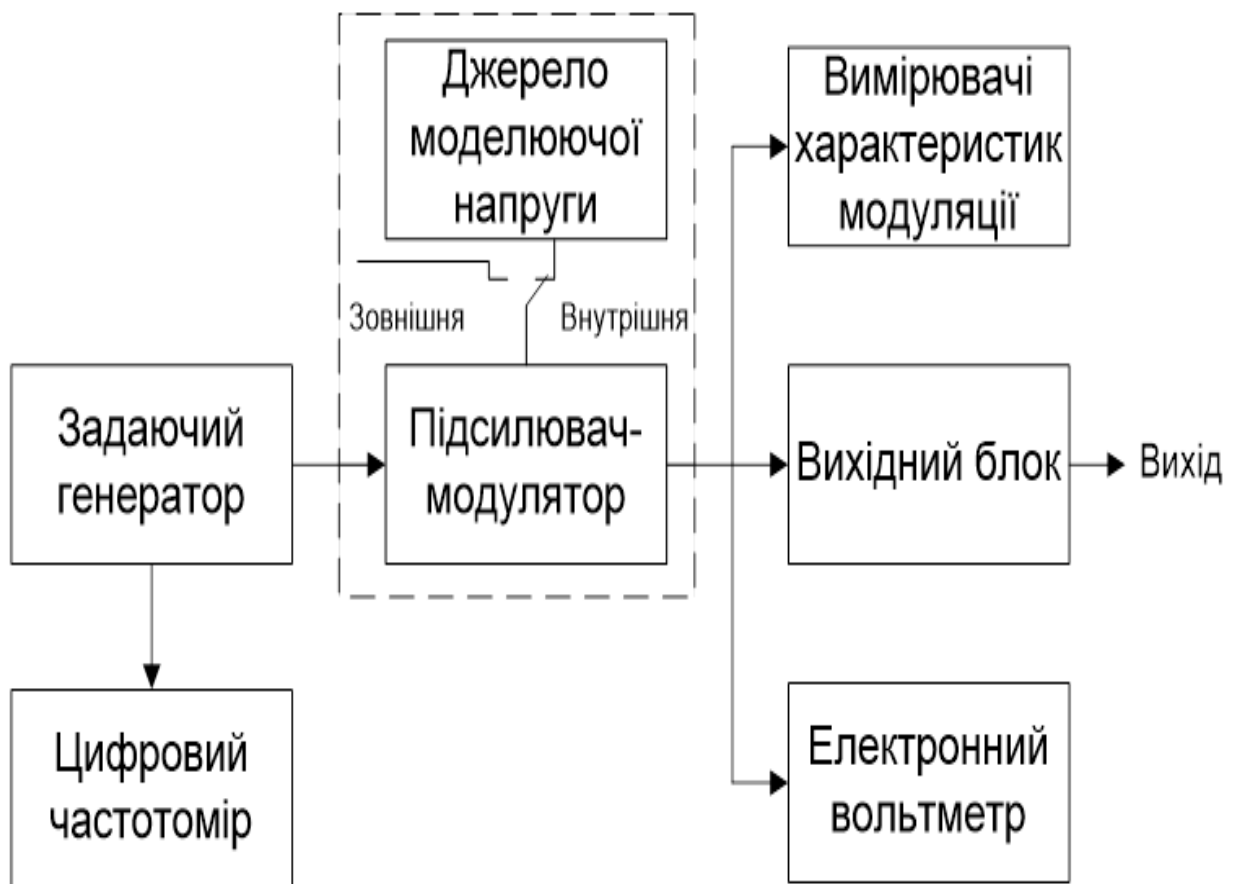 Джерело
моделюючої
напруги
Вимірювачі
характеристик
модуляції
Зовнішня
Внутрішня
Задаючий
генератор
Підсилювач-
модулятор
Вихідний блок
Вихід
Цифровий
частотомір
Електронний
вольтметр